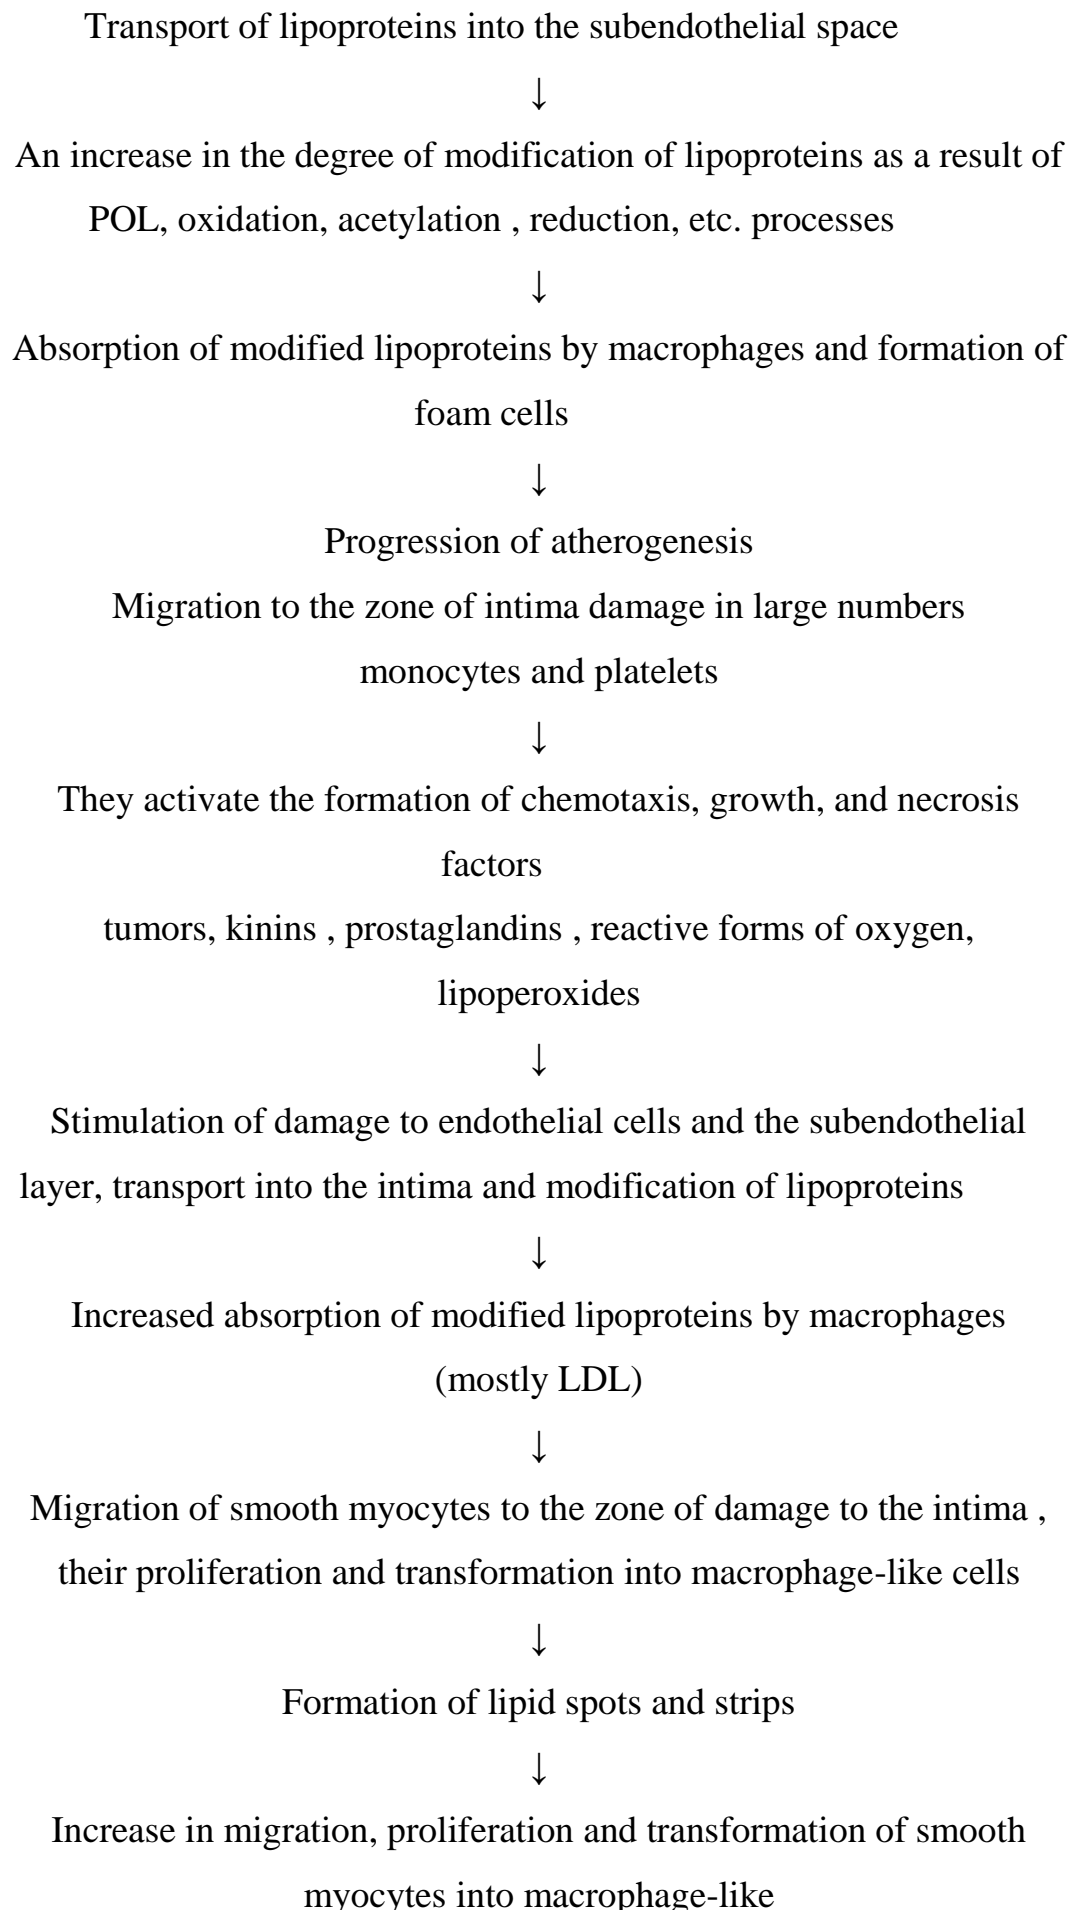 Transport of lipoproteins into the subendothelial space
↓
An increase in the degree of modification of lipoproteins as a result of
POL, oxidation, acetylation , reduction, etc. processes
↓
Absorption of modified lipoproteins by macrophages and formation of
foam cells
↓
Progression of atherogenesis
Migration to the zone of intima damage in large numbers
monocytes and platelets
↓
They activate the formation of chemotaxis, growth, and necrosis
factors
tumors, kinins , prostaglandins , reactive forms of oxygen,
lipoperoxides
↓
Stimulation of damage to endothelial cells and the subendothelial
layer, transport into the intima and modification of lipoproteins
↓
Increased absorption of modified lipoproteins by macrophages
(mostly LDL)
↓
Migration of smooth myocytes to the zone of damage to the intima ,
their proliferation and transformation into macrophage-like cells
↓
Formation of lipid spots and strips
↓
Increase in migration, proliferation and transformation of smooth
myocytes into macrophage-like